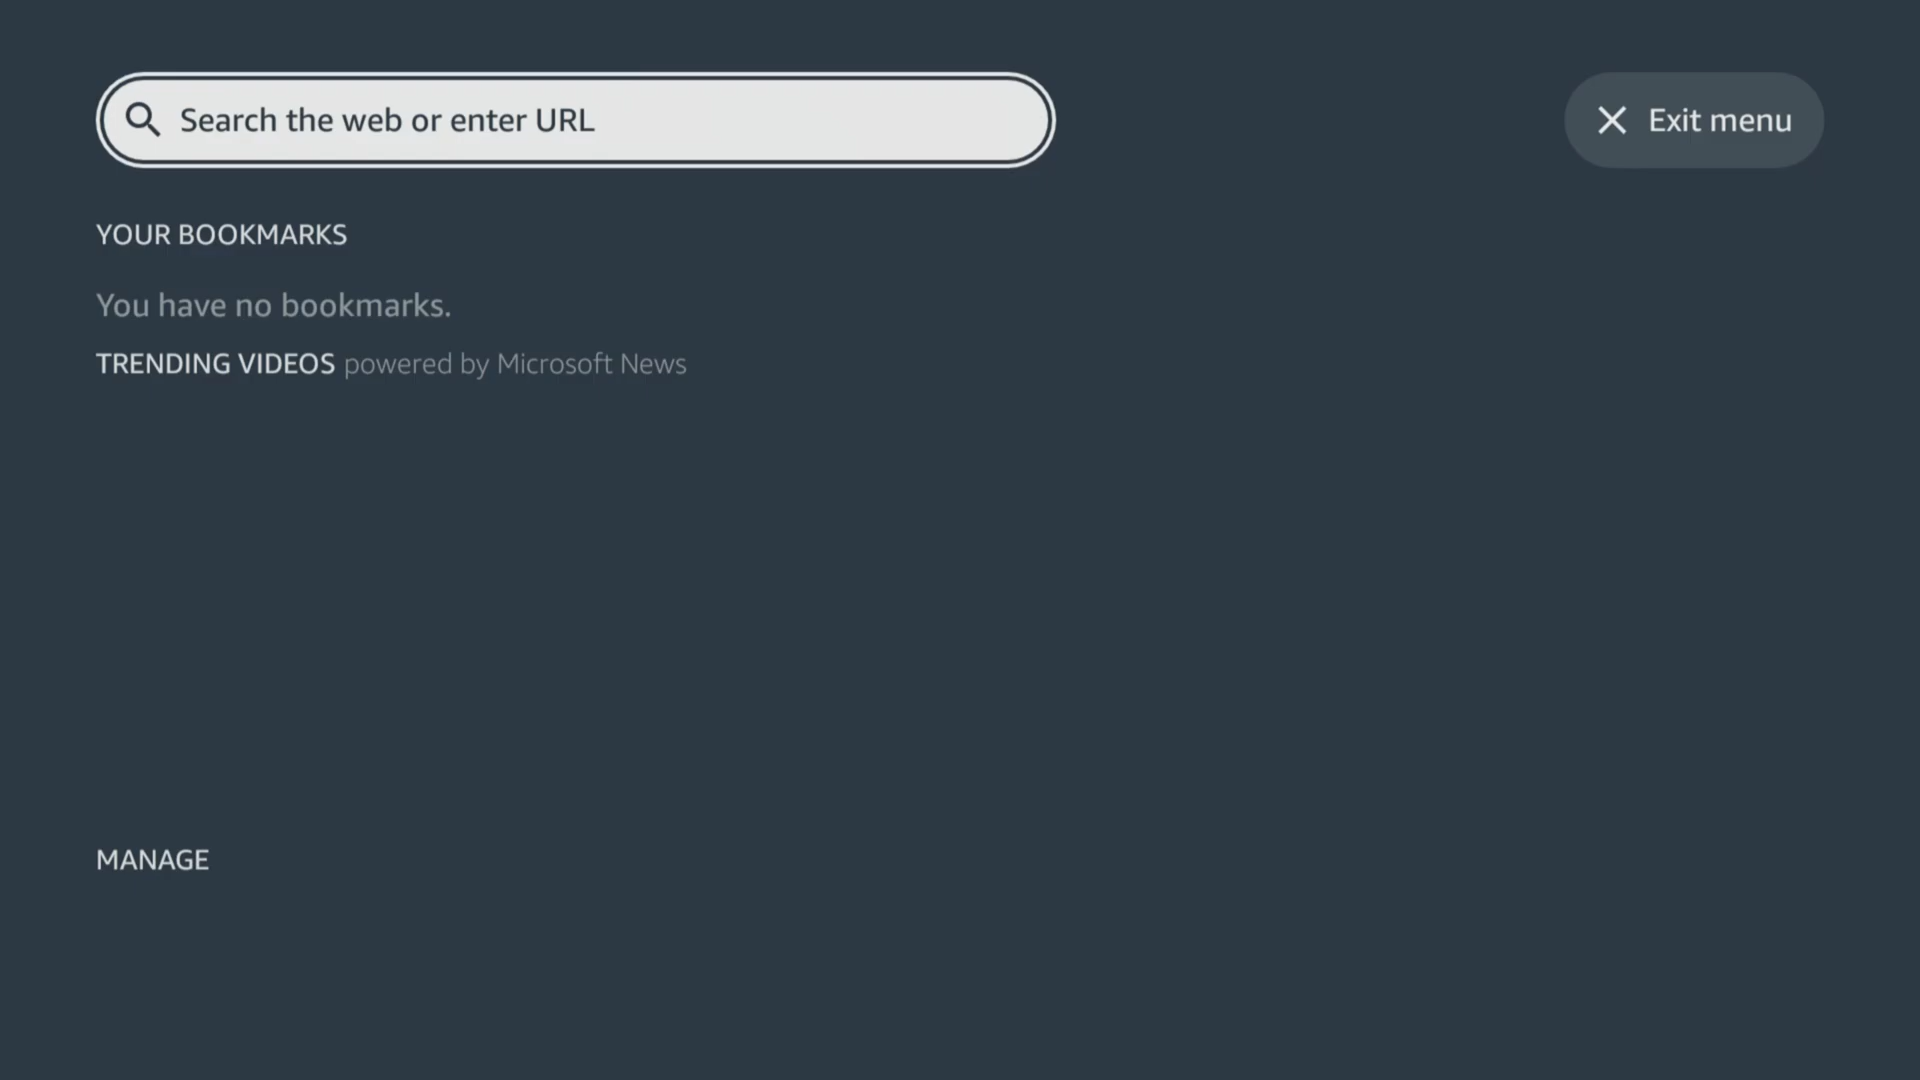 Search the web or enter URL
Exit menu
YOUR BOOKMARKS
You have no bookmarks.
TRENDING VIDEOS powered by Microsoft News
MANAGE